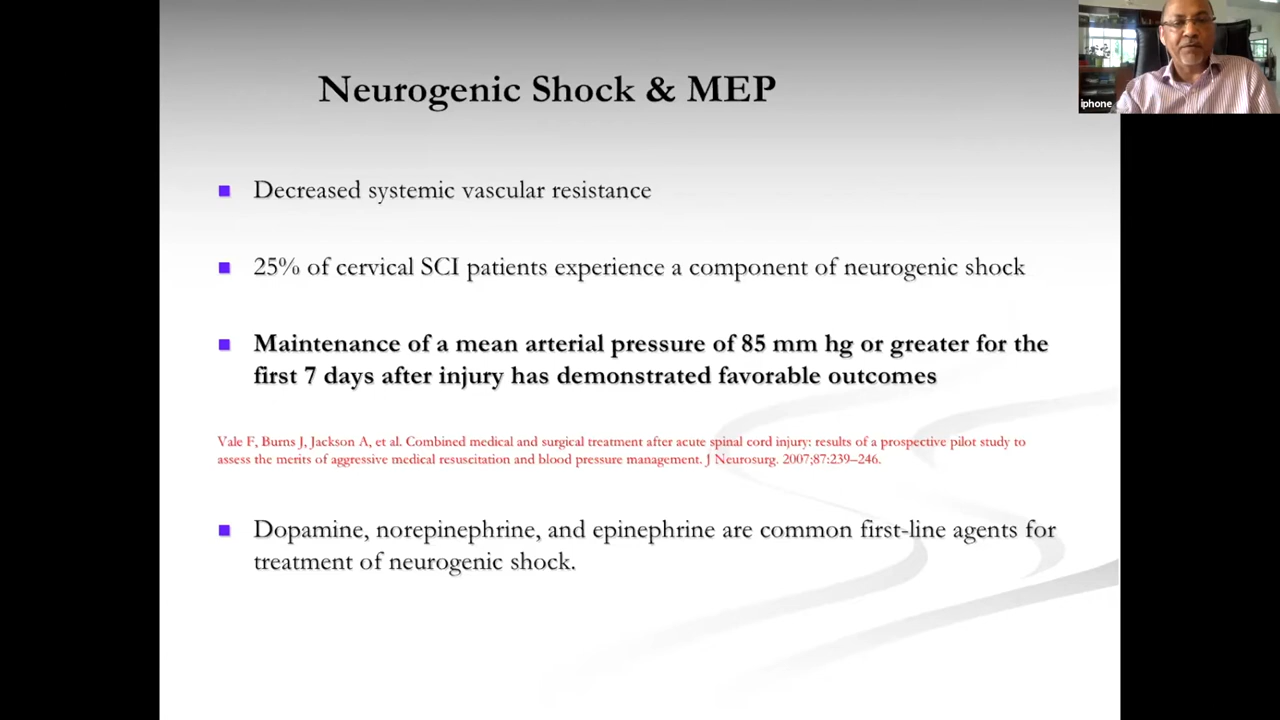 Neurogenic Shock & MEP
iphone
Decreased systemic vascular resistance
25% of cervical SCI patients experience a component of neurogenic shock
Maintenance of a mean arterial pressure of 85 mm hg or greater for the
first 7 days after injury has demonstrated favorable outcomes
Vale F, Burns J, Jackson A, et al. Combined medical and surgical treatment after acute spinal cord injury: results of a prospective pilot study to
assess the merits of aggressive medical resuscitation and blood pressure management. J Neurosurg. 2007;87:239–246.
Dopamine, norepinephrine, and epinephrine are common first-line agents for
treatment of neurogenic shock.